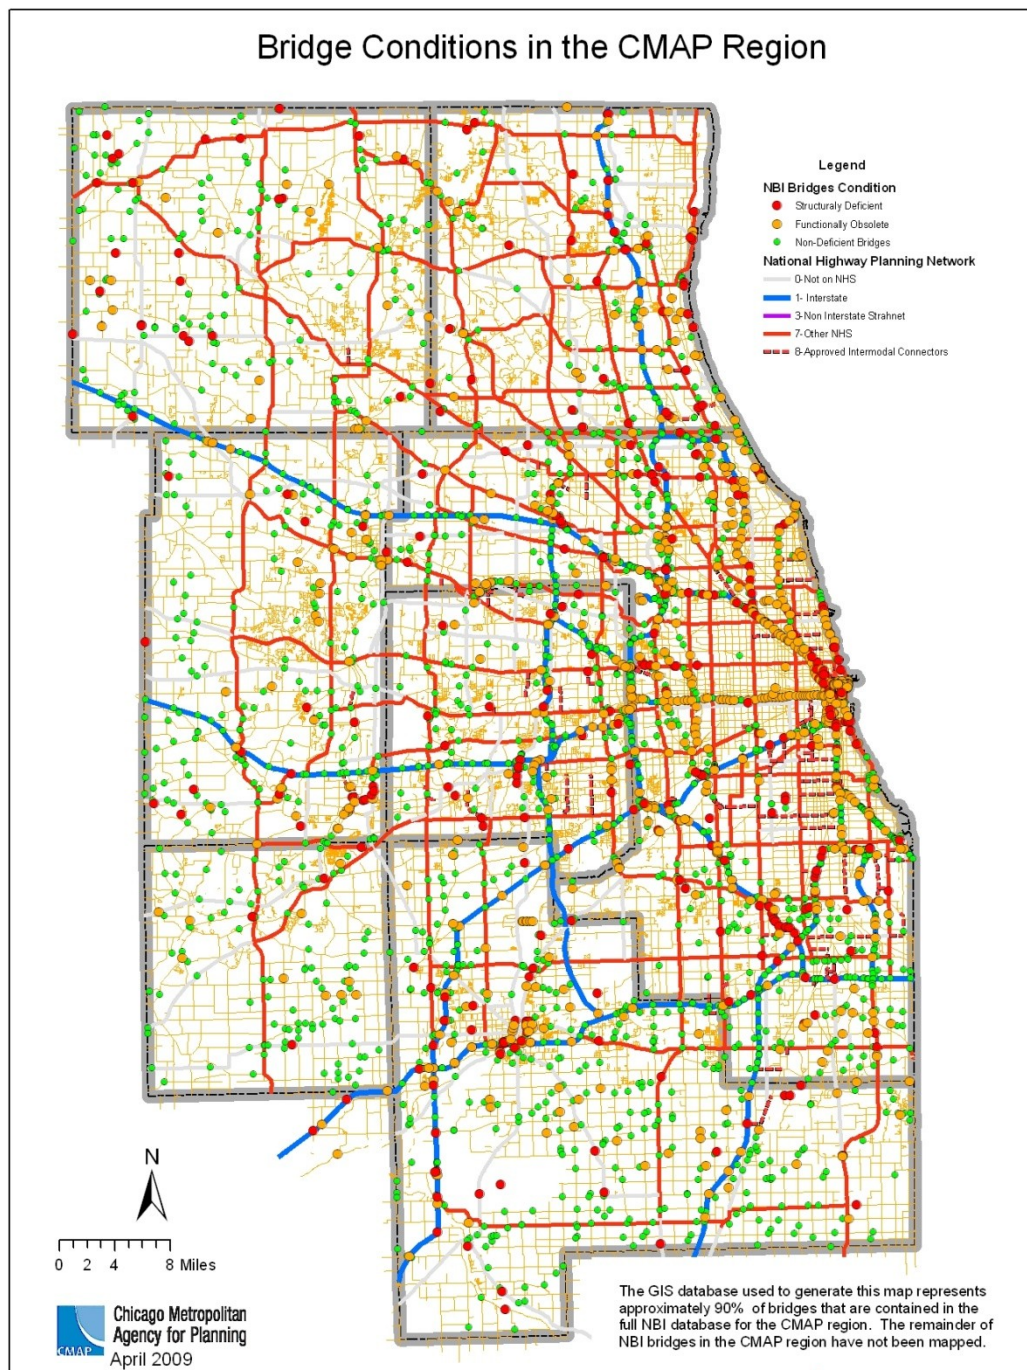 Bridge Conditions in the CMAP Region
Legend
NBI Bridges Condition
Structuraly Deficient
Functionally Obsolete
Non-Deficient Bridges
National Highway Planning Network
0-Not on NHS
1- Interstate
3-Non Interstate Strahnet
7-Other NHS
8-Approved Intermodal Connectors
N
0 2 4 8 Miles
CMAP
Chicago Metropolitan
Agency for Planning
April 2009
The GIS database used to generate this map represents
approximately 90% of bridges that are contained in the
full NBI database for the CMAP region. The remainder of
NBI bridges in the CMAP region have not been mapped.